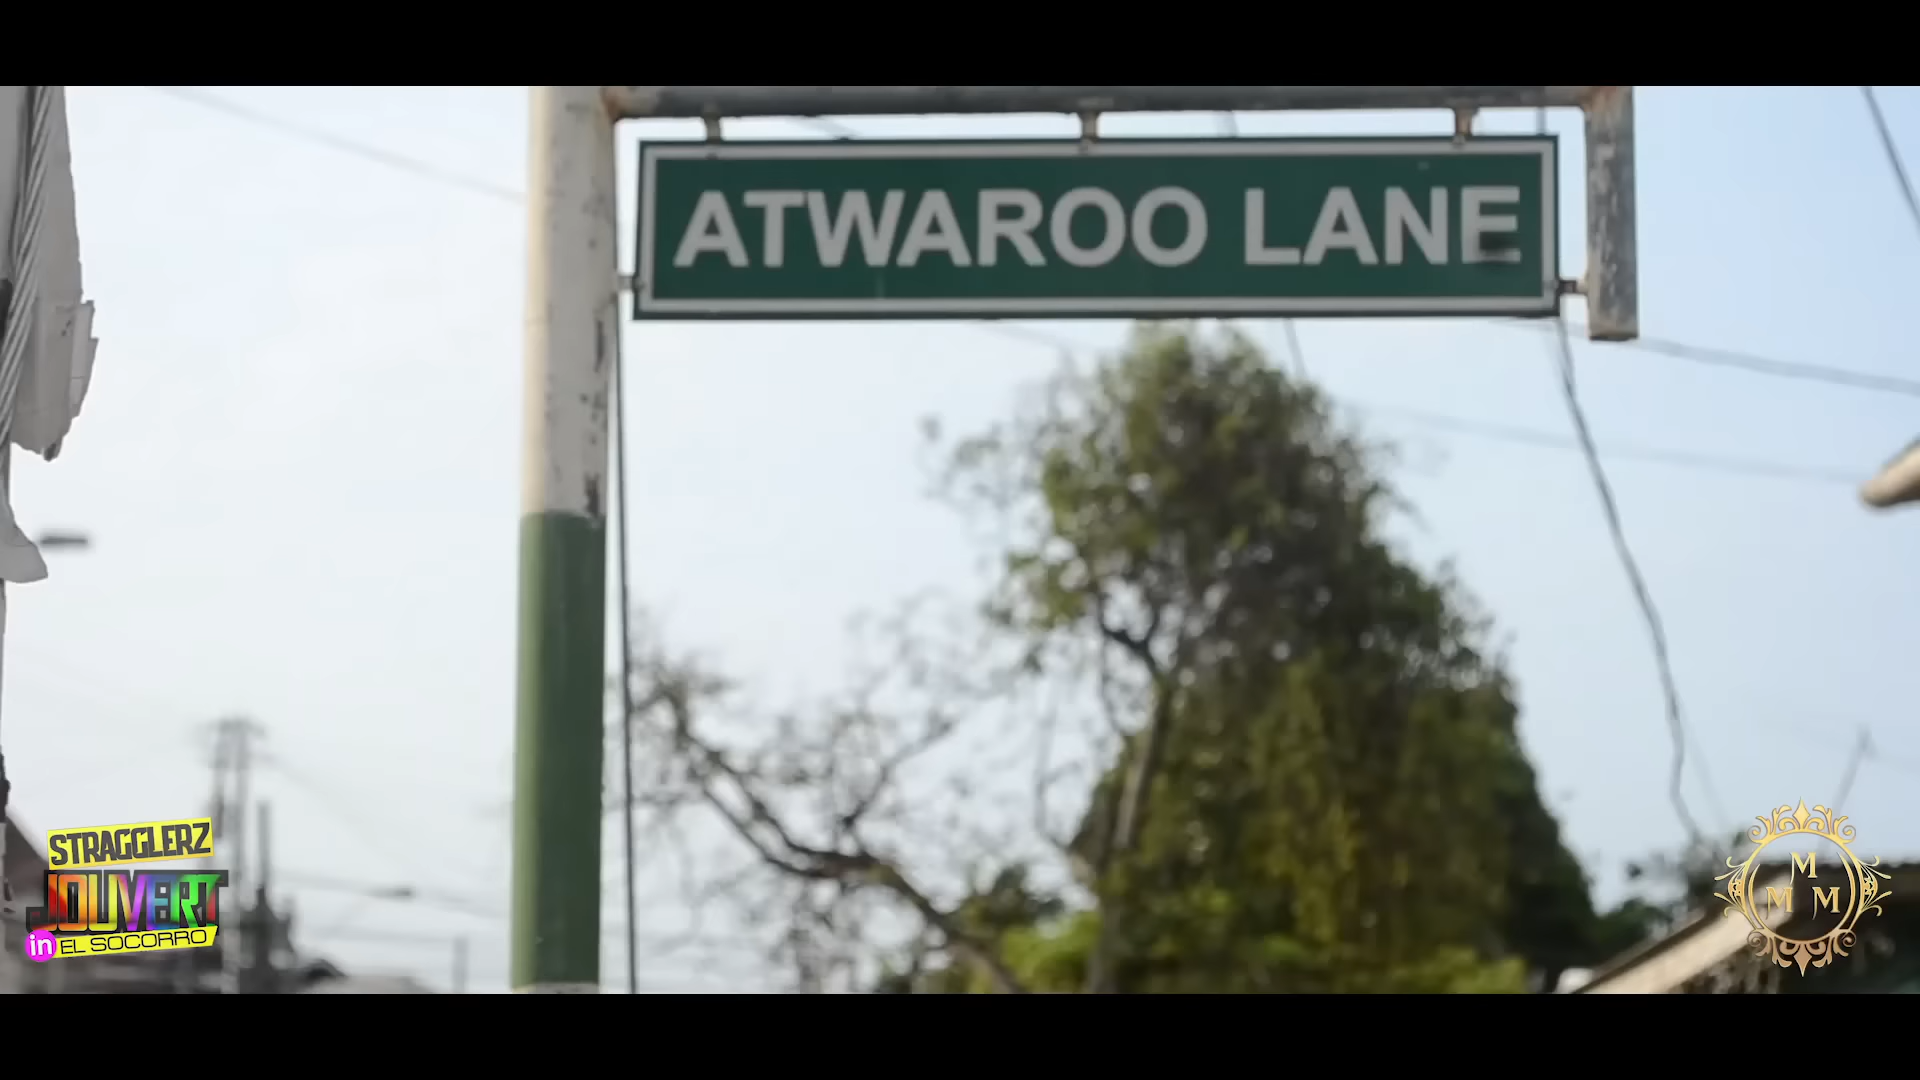 ATWAROO LANE
STRAGGLERZ
JOUVERT
in EL SOCORRO
M
M M